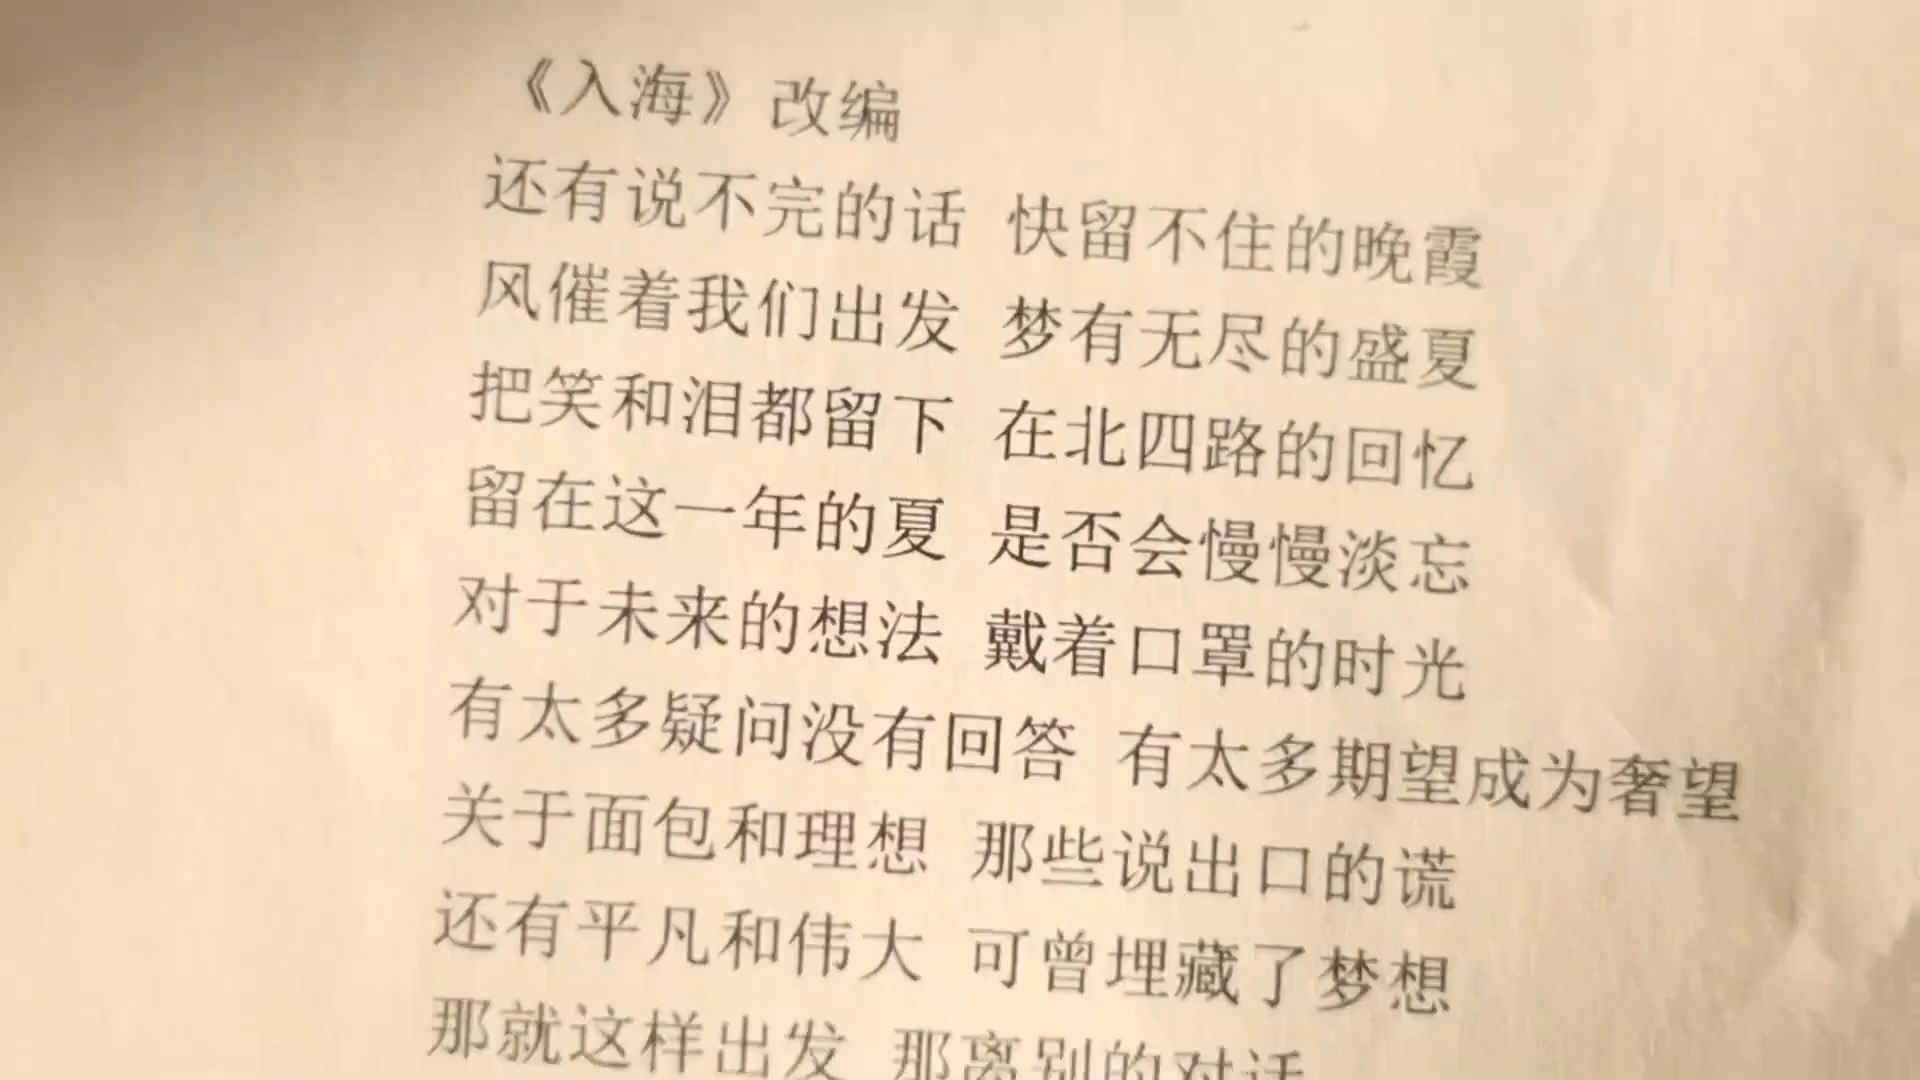 《入海》改编
还有说不完的话 快留不住的晚霞
风催着我们出发 梦有无尽的盛夏
把笑和泪都留下 在北四路的回忆
留在这一年的夏 是否会慢慢淡忘
对于未来的想法 戴着口罩的时光
有太多疑问没有回答 有太多期望成为奢望
关于面包和理想 那些说出口的谎
还有平凡和伟大 可曾埋藏了梦想
那就这样出发 那离别的对话